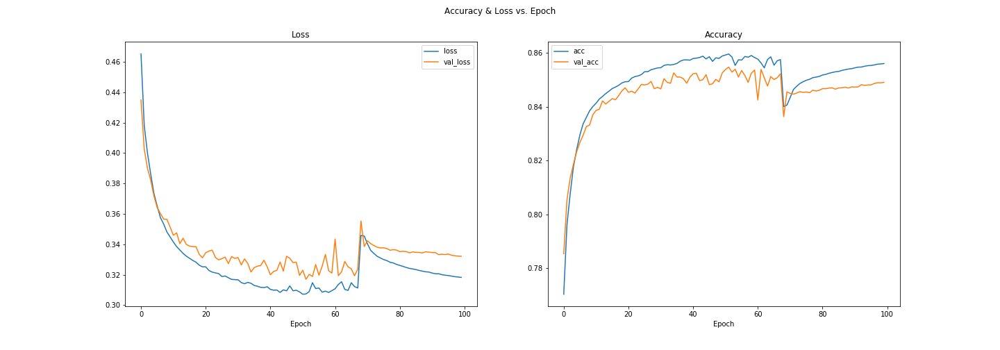 Accuracy & Loss vs. Epoch
Loss
loss
val_loss
0.46
0.44
0.42
0.40
0.38
0.36
0.34
0.32
0.30
0 20 40 60 80 100
Epoch
Accuracy
acc
val_acc
0.86
0.84
0.82
0.80
0.78
0 20 40 60 80 100
Epoch